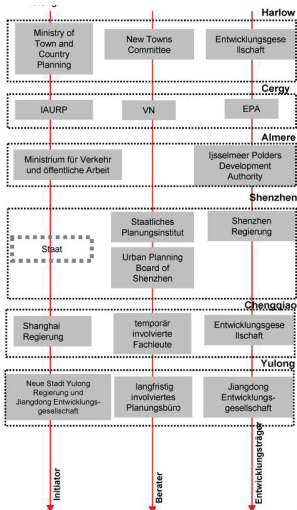 Harlow
Ministry of
Town and
Country
Planning
New Towns
Committee
Entwicklungsgese
llschaft
Cergy
IAURP
VN
EPA
Almere
Ministrium für Verkehr
und öffentliche Arbeit
Ijsselmeer Polders
Development
Authority
Shenzhen
Staat
Staatliches
Planungsinstitut
Urban Planning
Board of
Shenzhen
Shenzhen
Regierung
Chengqiao
Shanghai
Regierung
temporär
involvierte
Fachleute
Entwicklungsgese
llschaft
Yulong
Neue Stadt Yulong
Regierung und
Jiangdong Entwicklungs-
gesellschaft
langfristig
involviertes
Planungsbüro
Jiangdong
Entwicklungs-
gesellschaft
Initiator
Berater
Entwicklungsträger